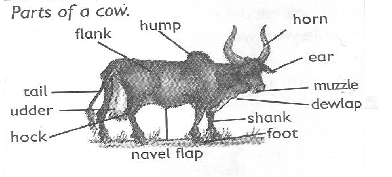 Parts of a cow.
hump
horn
flank
ear
tail
muzzle
udder
dewlap
shank
hock
foot
navel flap